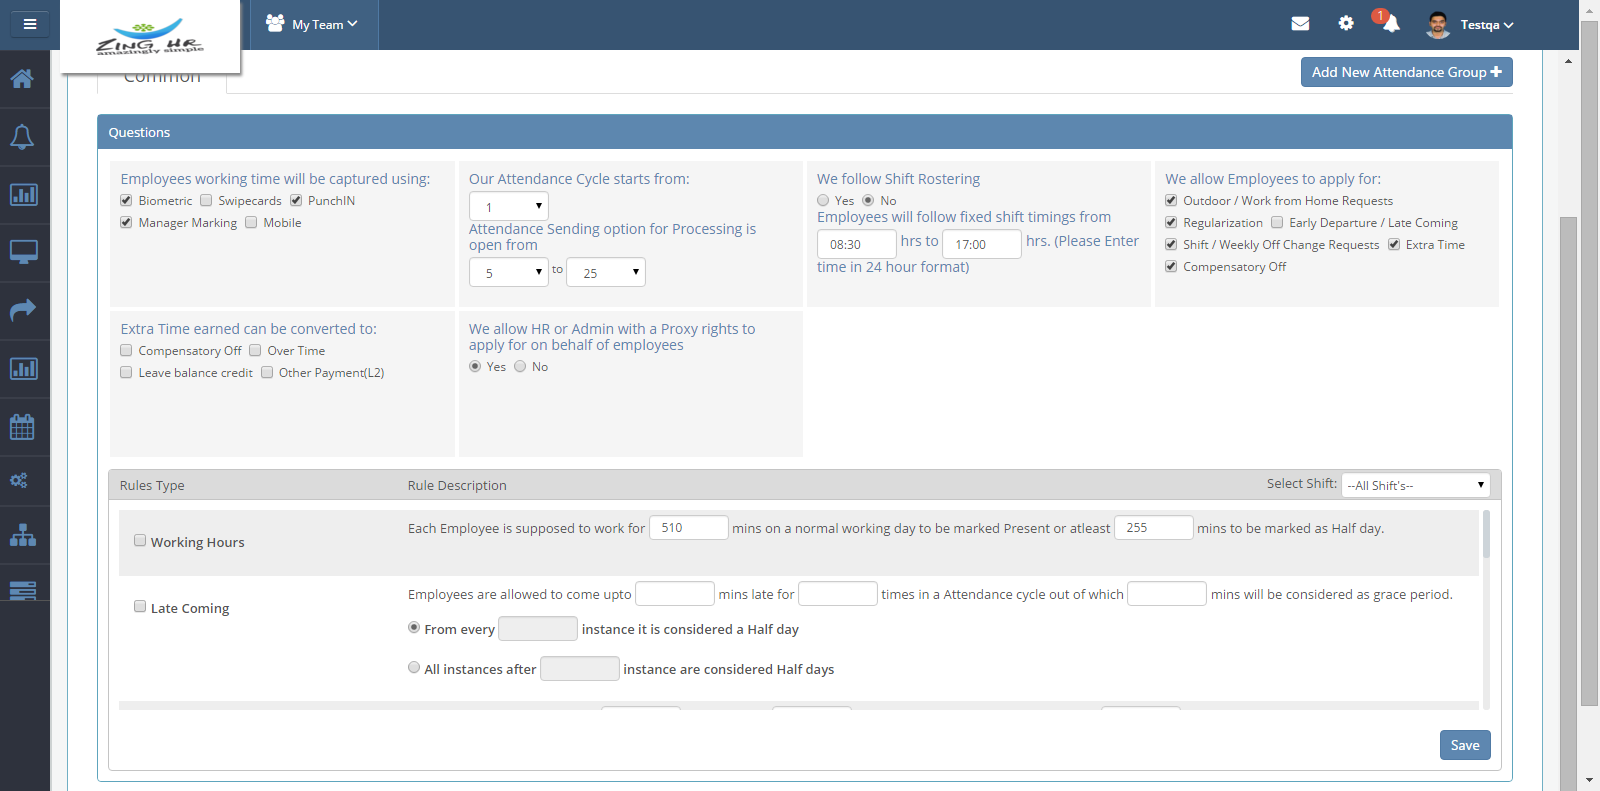 ZING HR
amazingly simple
My Team
1
Testqa
Common
Add New Attendance Group
Questions
Employees working time will be captured using:
Biometric Swipecards PunchIN
Manager Marking Mobile
Our Attendance Cycle starts from:
1
Attendance Sending option for Processing is
open from
5 to 25
We follow Shift Rostering
Yes No
Employees will follow fixed shift timings from
08:30 hrs to 17:00 hrs. (Please Enter
time in 24 hour format)
We allow Employees to apply for:
Outdoor / Work from Home Requests
Regularization Early Departure / Late Coming
Shift / Weekly Off Change Requests Extra Time
Compensatory Off
Extra Time earned can be converted to:
Compensatory Off Over Time
Leave balance credit Other Payment(L2)
We allow HR or Admin with a Proxy rights to
apply for on behalf of employees
Yes No
Rules Type Rule Description Select Shift: --All Shift's--
Working Hours Each Employee is supposed to work for 510 mins on a normal working day to be marked Present or atleast 255 mins to be marked as Half day.
Late Coming Employees are allowed to come upto mins late for times in a Attendance cycle out of which mins will be considered as grace period.
From every instance it is considered a Half day
All instances after instance are considered Half days
Save